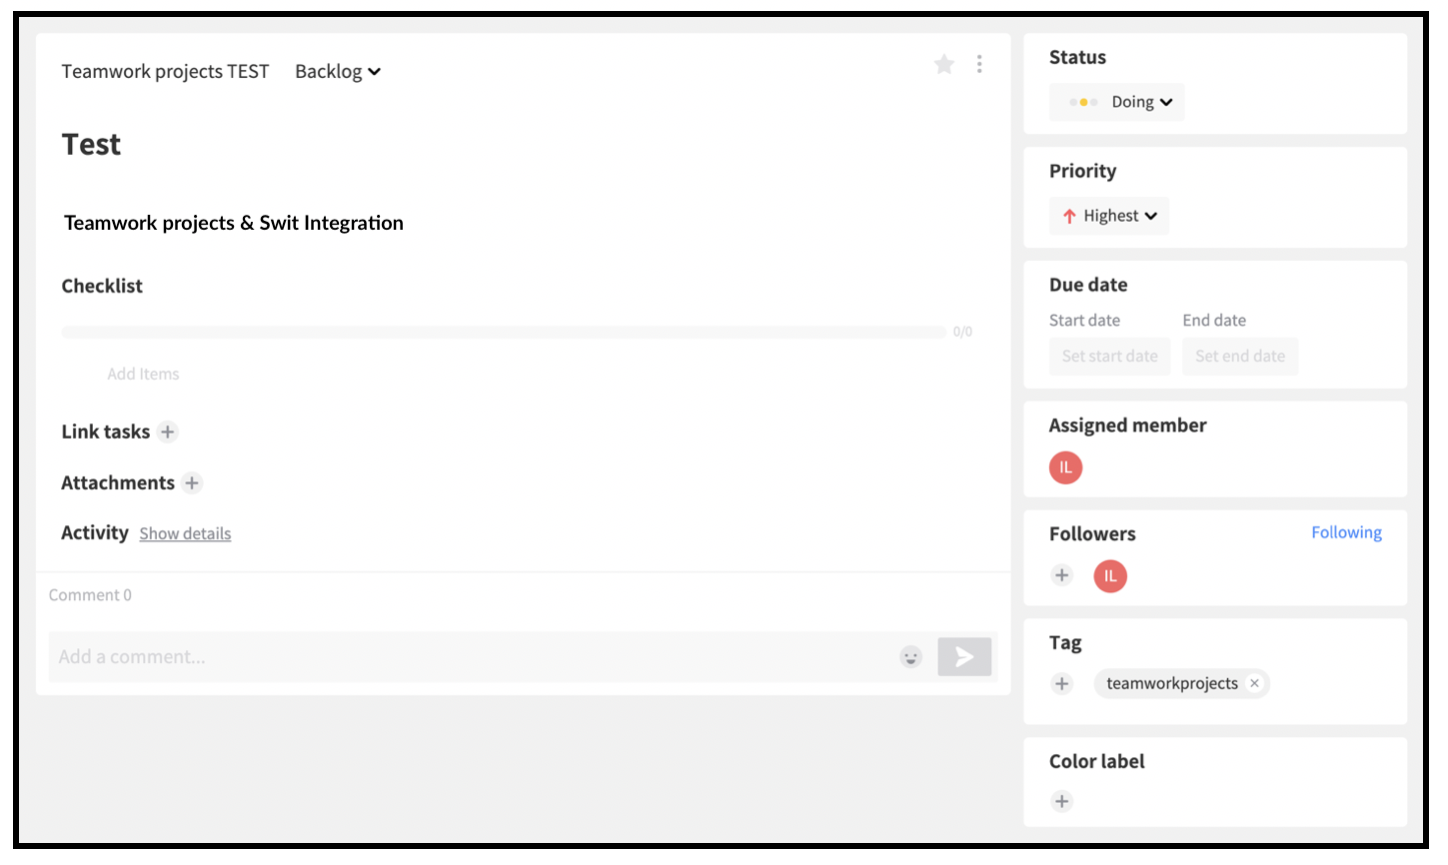 Teamwork projects TEST Backlog
Test
Teamwork projects & Swit Integration
Checklist
0/0
Add Items
Link tasks +
Attachments +
Activity Show details
Comment 0
Add a comment...
Status
Doing
Priority
Highest
Due date
Start date End date
Set start date Set end date
Assigned member
IL
Followers Following
+ IL
Tag
+ teamworkprojects ×
Color label
+